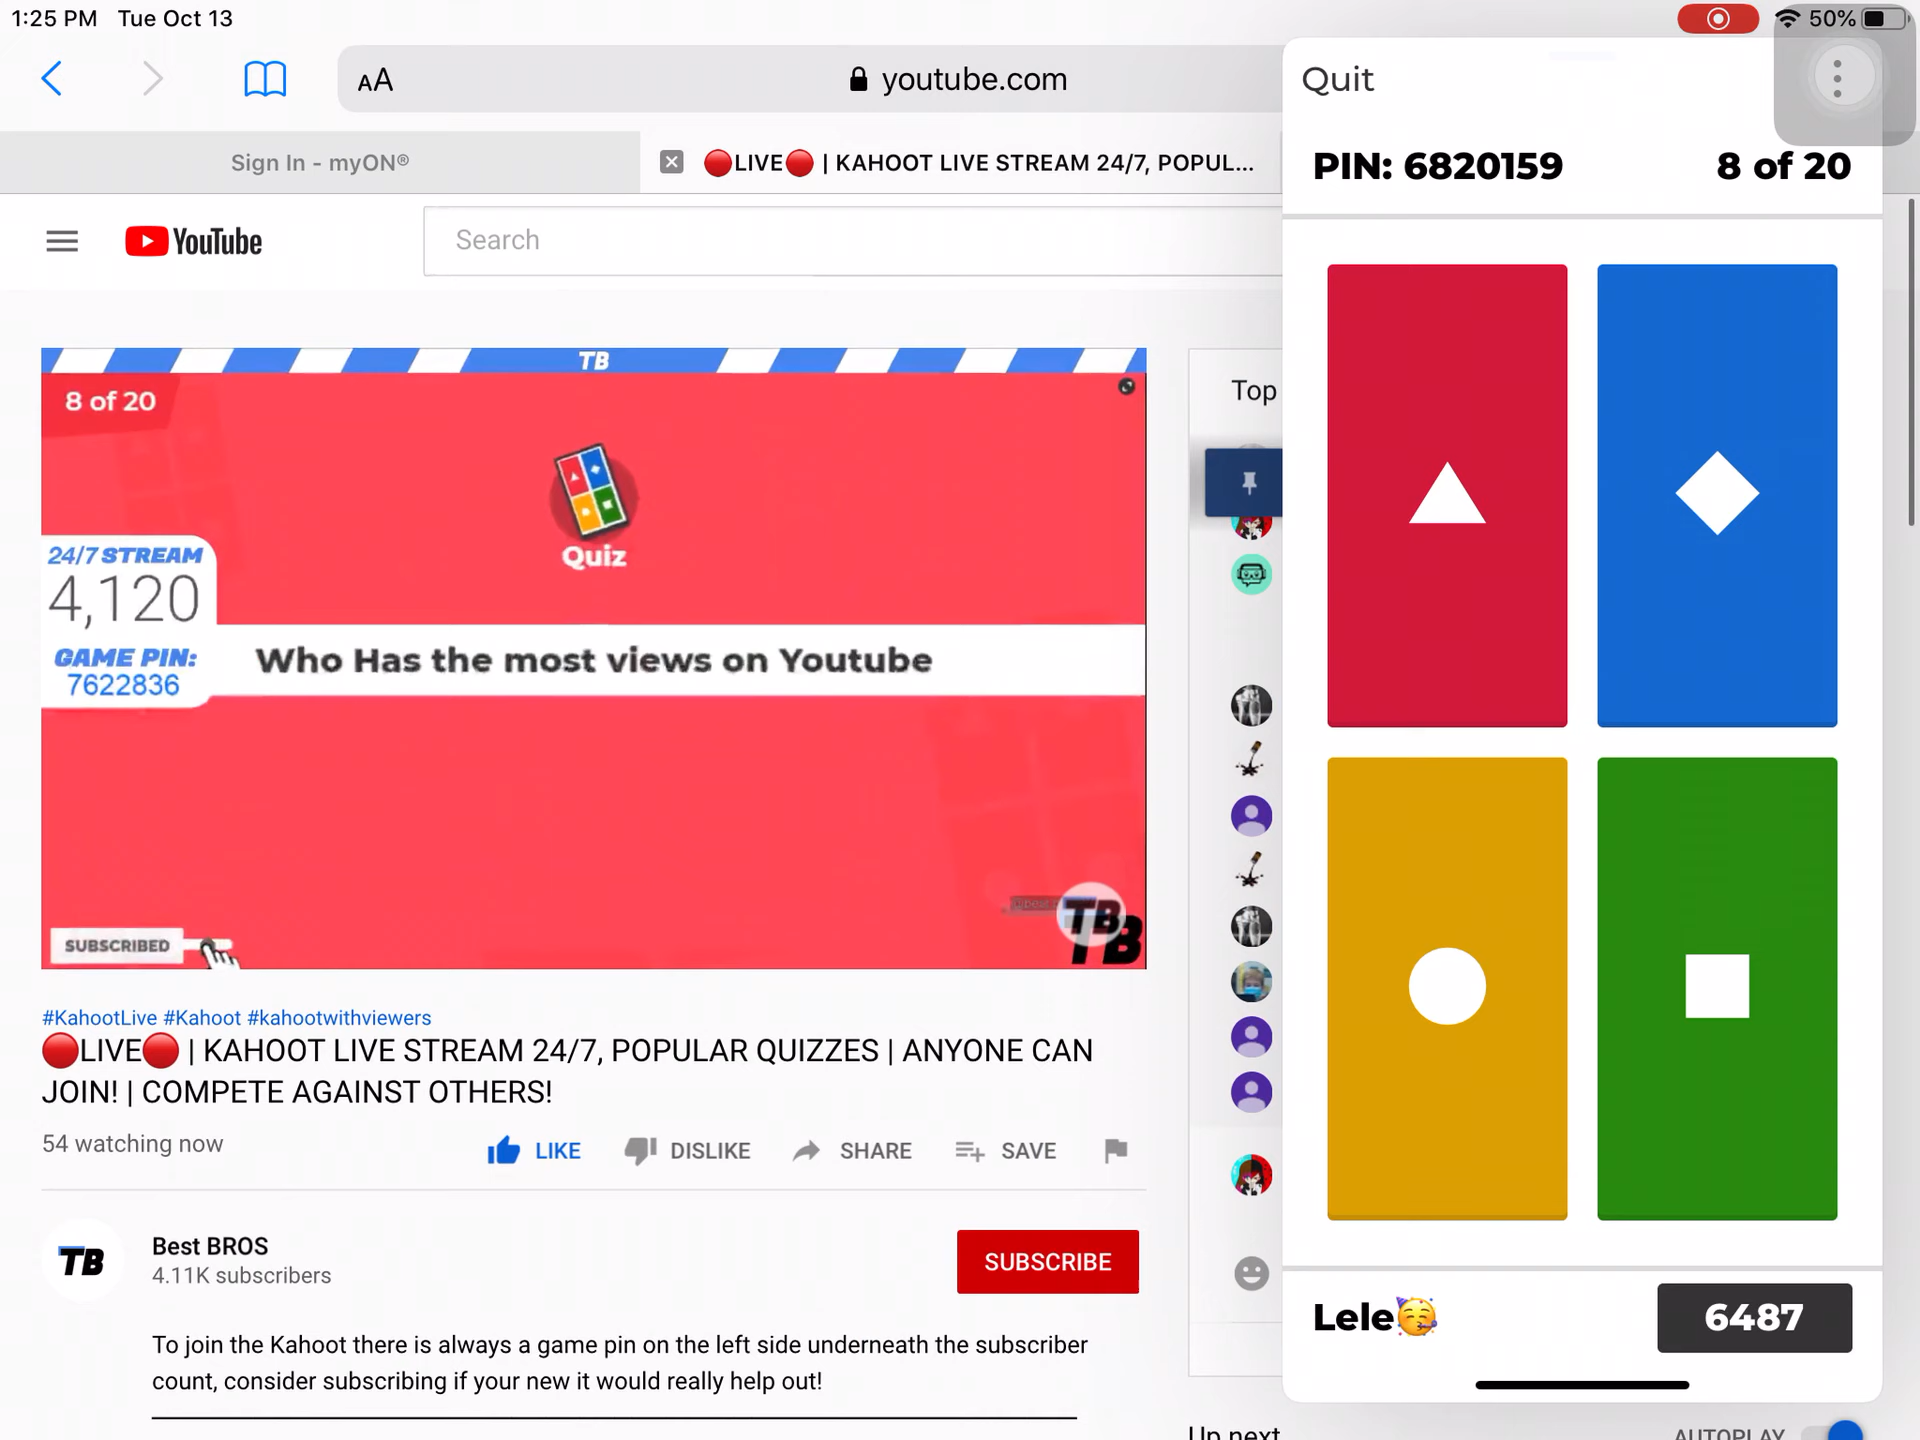 1:25 PM Tue Oct 13
50%
AA
youtube.com
Sign In - myON®
🔴LIVE🔴 | KAHOOT LIVE STREAM 24/7, POPUL...
YouTube
Search
TB
8 of 20
Quiz
24/7 STREAM
4,120
GAME PIN:
7622836
Who Has the most views on Youtube
SUBSCRIBED
TB
B
#KahootLive #Kahoot #kahootwithviewers
🔴LIVE🔴 | KAHOOT LIVE STREAM 24/7, POPULAR QUIZZES | ANYONE CAN
JOIN! | COMPETE AGAINST OTHERS!
54 watching now
LIKE
DISLIKE
SHARE
SAVE
TB
Best BROS
4.11K subscribers
SUBSCRIBE
To join the Kahoot there is always a game pin on the left side underneath the subscriber
count, consider subscribing if your new it would really help out!
Top
Up next
AUTOPLAY
Quit
PIN: 6820159
8 of 20
Lele🥳
6487